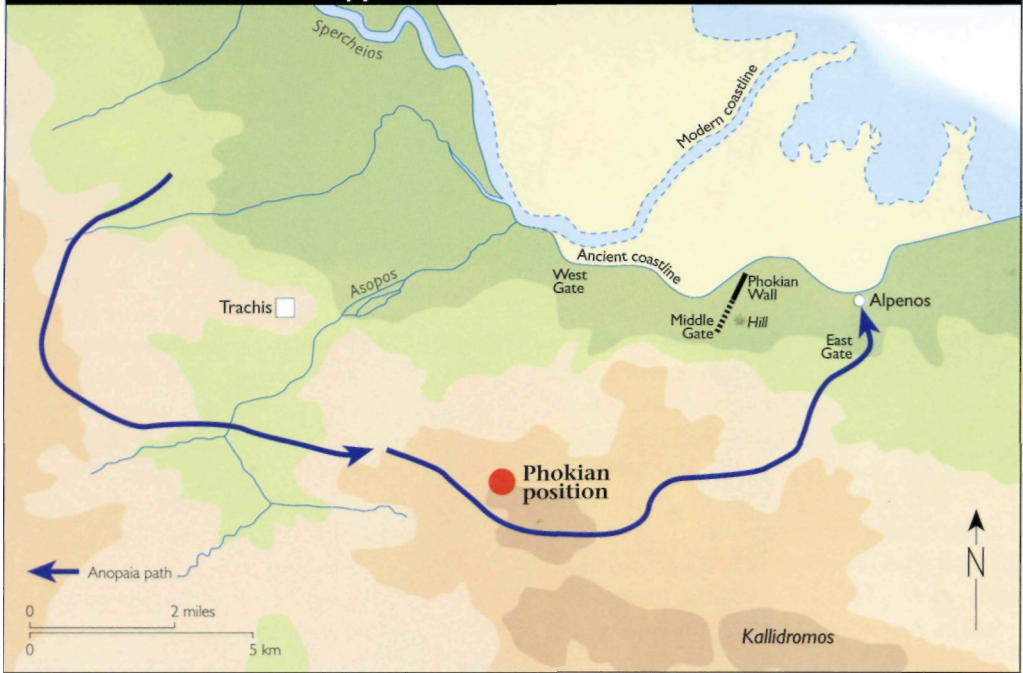 Spercheios
Modern coastline
Ancient coastline
West
Gate
Phokian
Wall
Asopos
Trachis
Middle
Gate
Hill
Alpenos
East
Gate
Phokian
position
N
Anopaia path
0
2 miles
0
5 km
Kallidromos